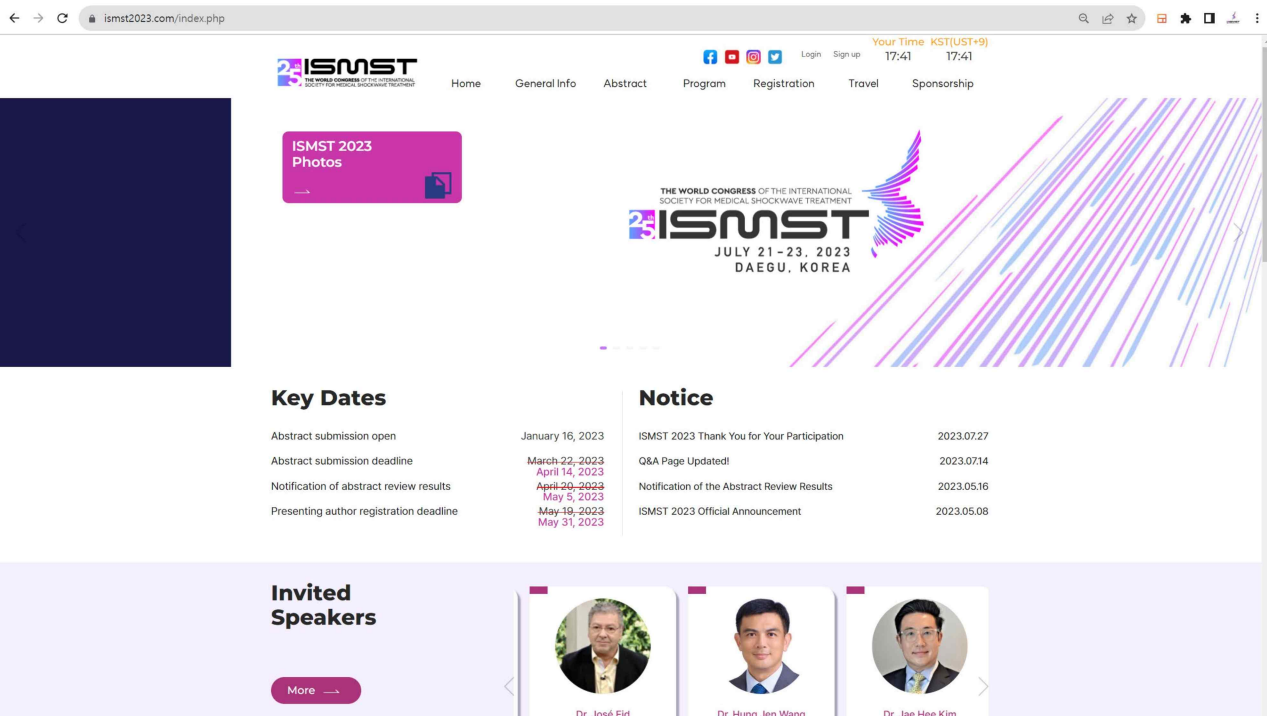 ismst2023.com/index.php
Your Time KST(UST+9)
Login Sign up 17:41 17:41
25th ISMST
THE WORLD CONGRESS OF THE INTERNATIONAL
SOCIETY FOR MEDICAL SHOCKWAVE TREATMENT
Home General Info Abstract Program Registration Travel Sponsorship
ISMST 2023
Photos
THE WORLD CONGRESS OF THE INTERNATIONAL
SOCIETY FOR MEDICAL SHOCKWAVE TREATMENT
25th ISMST
JULY 21-23, 2023
DAEGU, KOREA
Key Dates
Abstract submission open January 16, 2023
Abstract submission deadline March 22, 2023
April 14, 2023
Notification of abstract review results April 20, 2023
May 5, 2023
Presenting author registration deadline May 19, 2023
May 31, 2023
Notice
ISMST 2023 Thank You for Your Participation 2023.07.27
Q&A Page Updated! 2023.07.14
Notification of the Abstract Review Results 2023.05.16
ISMST 2023 Official Announcement 2023.05.08
Invited
Speakers
More
Dr. José Eid Dr. Hung Jen Wang Dr. Jae Hee Kim